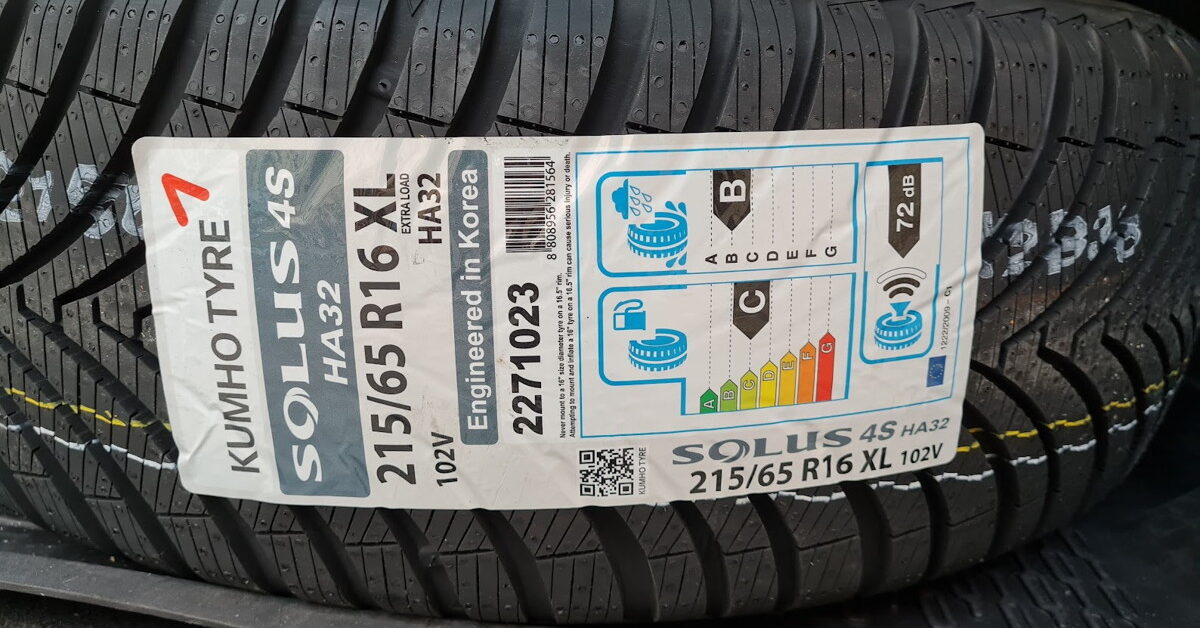 KUMHO TYRE
SOLUS 4S
HA32
215/65 R16 XL
EXTRA LOAD
102V
HA32
Engineered in Korea
2271023
8 808956 281564
Never mount to a 16" size diameter tyre on a 16.5" rim.
Attempting to mount and inflate a 16" tyre on a 16.5" rim can cause serious injury or death.
B
A
B
C
D
E
F
G
C
A
B
C
D
E
F
G
72 dB
1222/2009 - C1
KUMHO TYRE
SOLUS 4S HA32
215/65 R16 XL 102V